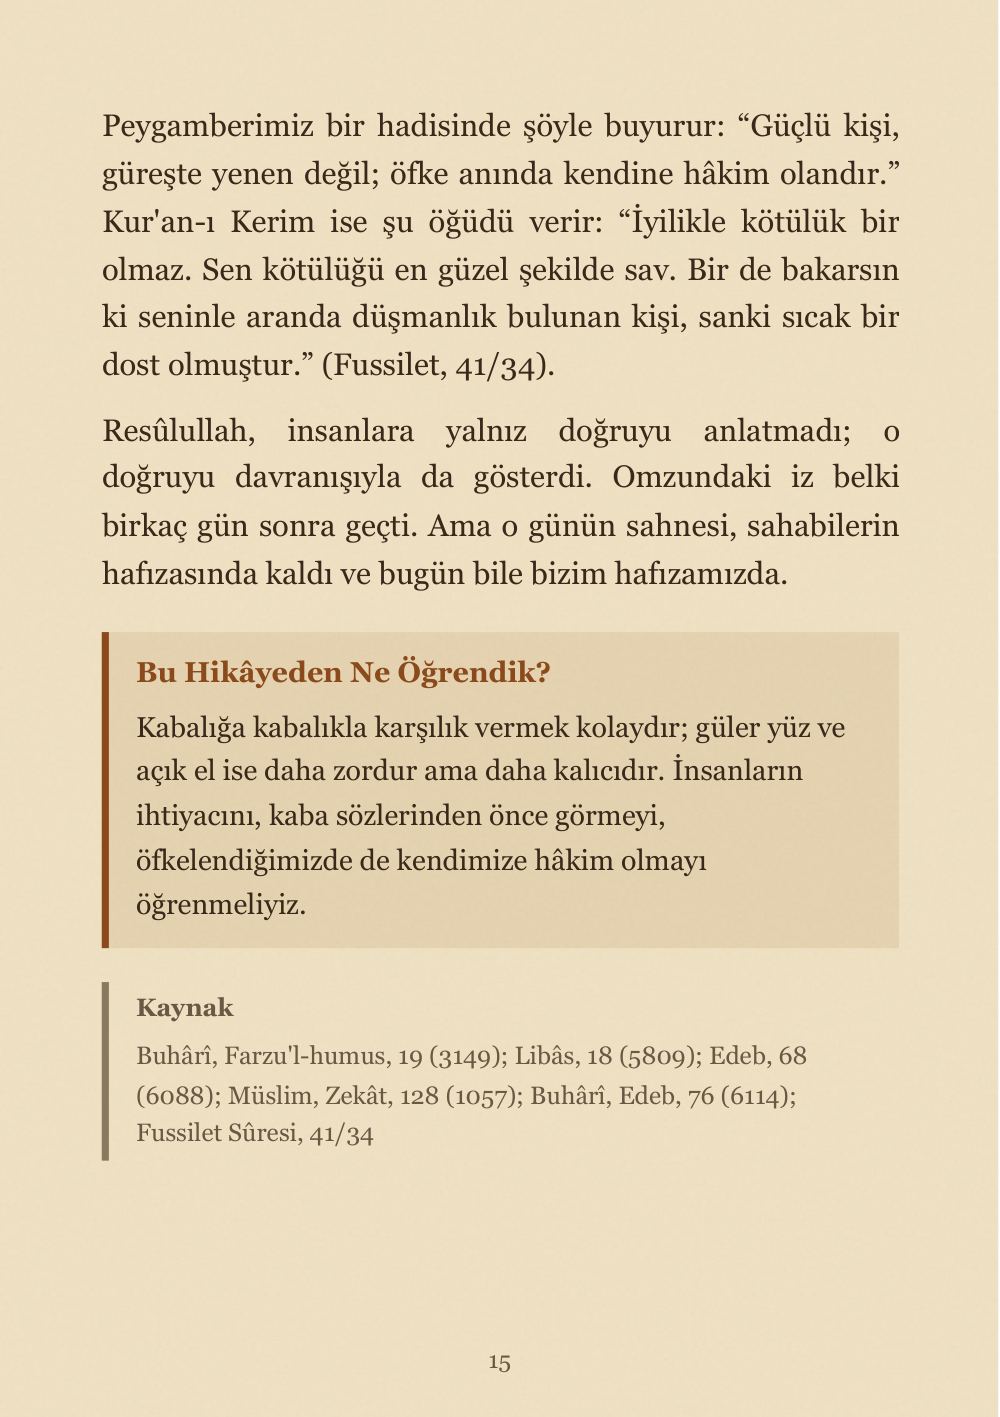 Peygamberimiz bir hadisinde şöyle buyurur: “Güçlü kişi,
güreşte yenen değil; öfke anında kendine hâkim olandır.”
Kur'an-ı Kerim ise şu öğüdü verir: “İyilikle kötülük bir
olmaz. Sen kötülüğü en güzel şekilde sav. Bir de bakarsın
ki seninle aranda düşmanlık bulunan kişi, sanki sıcak bir
dost olmuştur.” (Fussilet, 41/34).
Resûlullah, insanlara yalnız doğruyu anlatmadı; o
doğruyu davranışıyla da gösterdi. Omzundaki iz belki
birkaç gün sonra geçti. Ama o günün sahnesi, sahabilerin
hafızasında kaldı ve bugün bile bizim hafızamızda.
Bu Hikâyeden Ne Öğrendik?
Kabalığa kabalıkla karşılık vermek kolaydır; güler yüz ve
açık el ise daha zordur ama daha kalıcıdır. İnsanların
ihtiyacını, kaba sözlerinden önce görmeyi,
öfkelendiğimizde de kendimize hâkim olmayı
öğrenmeliyiz.
Kaynak
Buhârî, Farzu'l-humus, 19 (3149); Libâs, 18 (5809); Edeb, 68
(6088); Müslim, Zekât, 128 (1057); Buhârî, Edeb, 76 (6114);
Fussilet Sûresi, 41/34
15